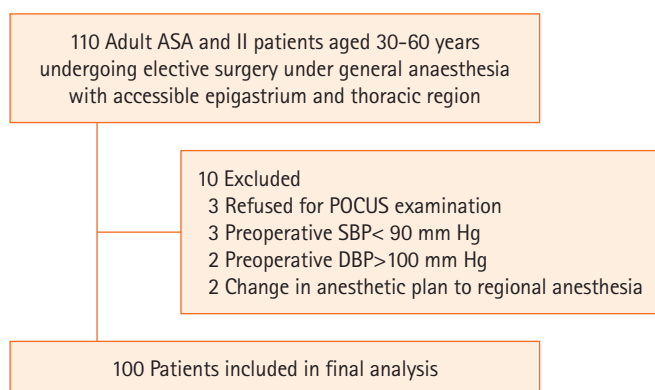 110 Adult ASA and II patients aged 30-60 years
undergoing elective surgery under general anaesthesia
with accessible epigastrium and thoracic region
10 Excluded
3 Refused for POCUS examination
3 Preoperative SBP< 90 mm Hg
2 Preoperative DBP>100 mm Hg
2 Change in anesthetic plan to regional anesthesia
100 Patients included in final analysis